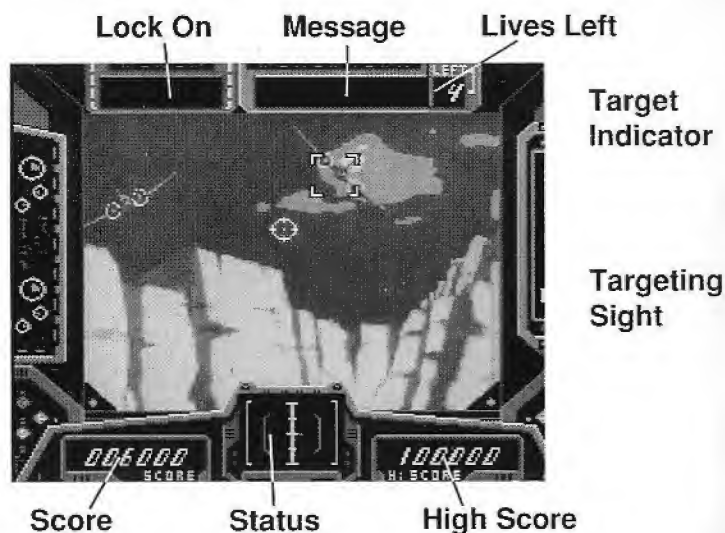 Lock On Message Lives Left
LEFT
4
Target
Indicator
Targeting
Sight
006000
SCORE
100000
HI SCORE
Score Status High Score